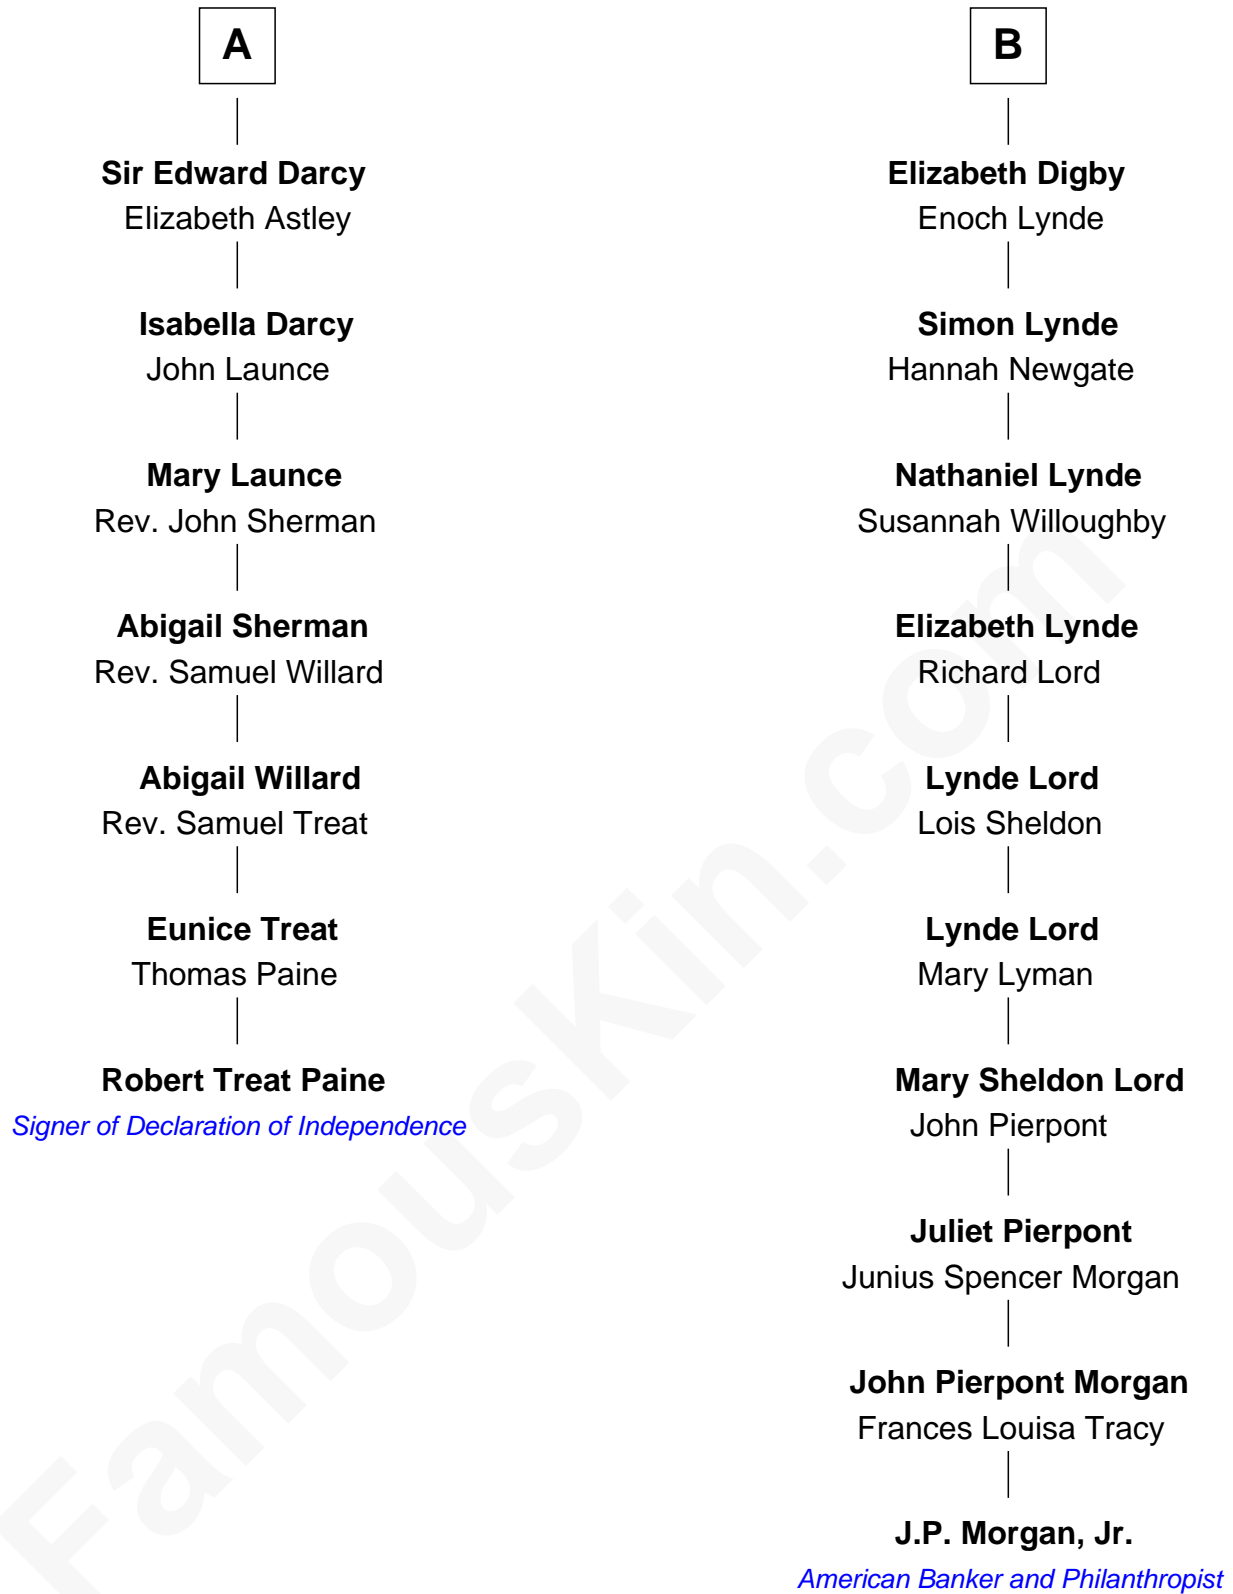 A
Sir Edward Darcy
Elizabeth Astley
Isabella Darcy
John Launce
Mary Launce
Rev. John Sherman
Abigail Sherman
Rev. Samuel Willard
Abigail Willard
Rev. Samuel Treat
Eunice Treat
Thomas Paine
Robert Treat Paine
Signer of Declaration of Independence
B
Elizabeth Digby
Enoch Lynde
Simon Lynde
Hannah Newgate
Nathaniel Lynde
Susannah Willoughby
Elizabeth Lynde
Richard Lord
Lynde Lord
Lois Sheldon
Lynde Lord
Mary Lyman
Mary Sheldon Lord
John Pierpont
Juliet Pierpont
Junius Spencer Morgan
John Pierpont Morgan
Frances Louisa Tracy
J.P. Morgan, Jr.
American Banker and Philanthropist
FamousKin.com